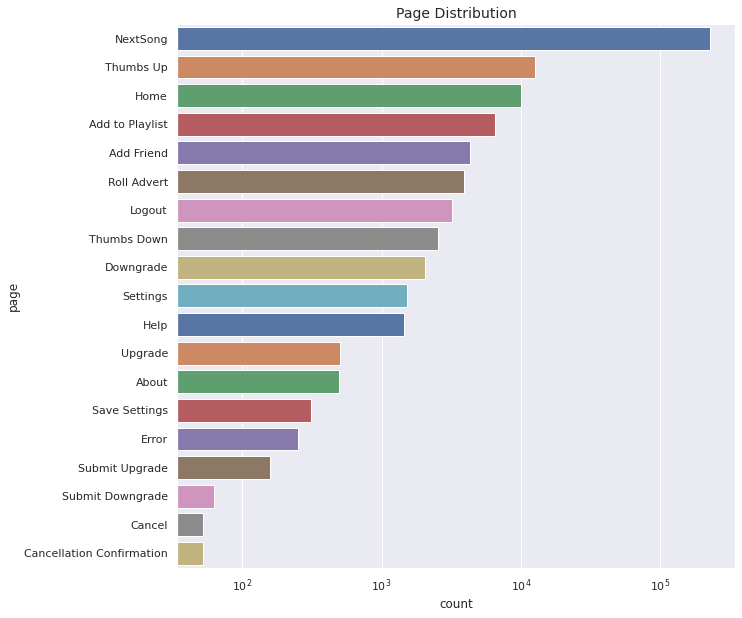 Page Distribution
page
NextSong
Thumbs Up
Home
Add to Playlist
Add Friend
Roll Advert
Logout
Thumbs Down
Downgrade
Settings
Help
Upgrade
About
Save Settings
Error
Submit Upgrade
Submit Downgrade
Cancel
Cancellation Confirmation
10² 10³ 10⁴ 10⁵
count